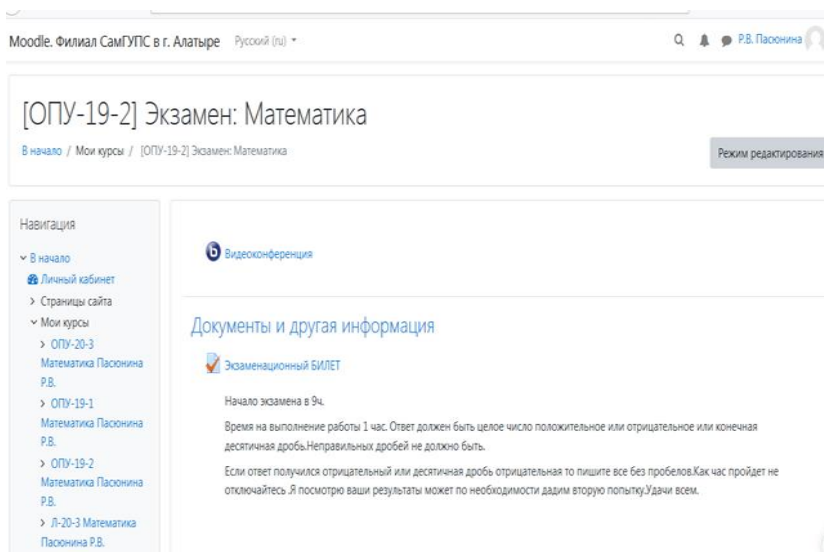 Moodle. Филиал СамГУПС в г. Алатыре Русский (ru)
Р.В. Пасюнина
[ОПУ-19-2] Экзамен: Математика
В начало / Мои курсы / [ОПУ-19-2] Экзамен: Математика
Режим редактирования
Навигация
В начало
Личный кабинет
Страницы сайта
Мои курсы
ОПУ-20-3
Математика Пасюнина
Р.В.
ОПУ-19-1
Математика Пасюнина
Р.В.
ОПУ-19-2
Математика Пасюнина
Р.В.
Л-20-3 Математика
Пасюнина Р.В.
b Видеоконференция
Документы и другая информация
Экзаменационный БИЛЕТ
Начало экзамена в 9ч.
Время на выполнение работы 1 час. Ответ должен быть целое число положительное или отрицательное или конечная
десятичная дробь.Неправильных дробей не должно быть.
Если ответ получился отрицательный или десятичная дробь отрицательная то пишите все без пробелов.Как час пройдет не
отключайтесь .Я посмотрю ваши результаты может по необходимости дадим вторую попытку.Удачи всем.